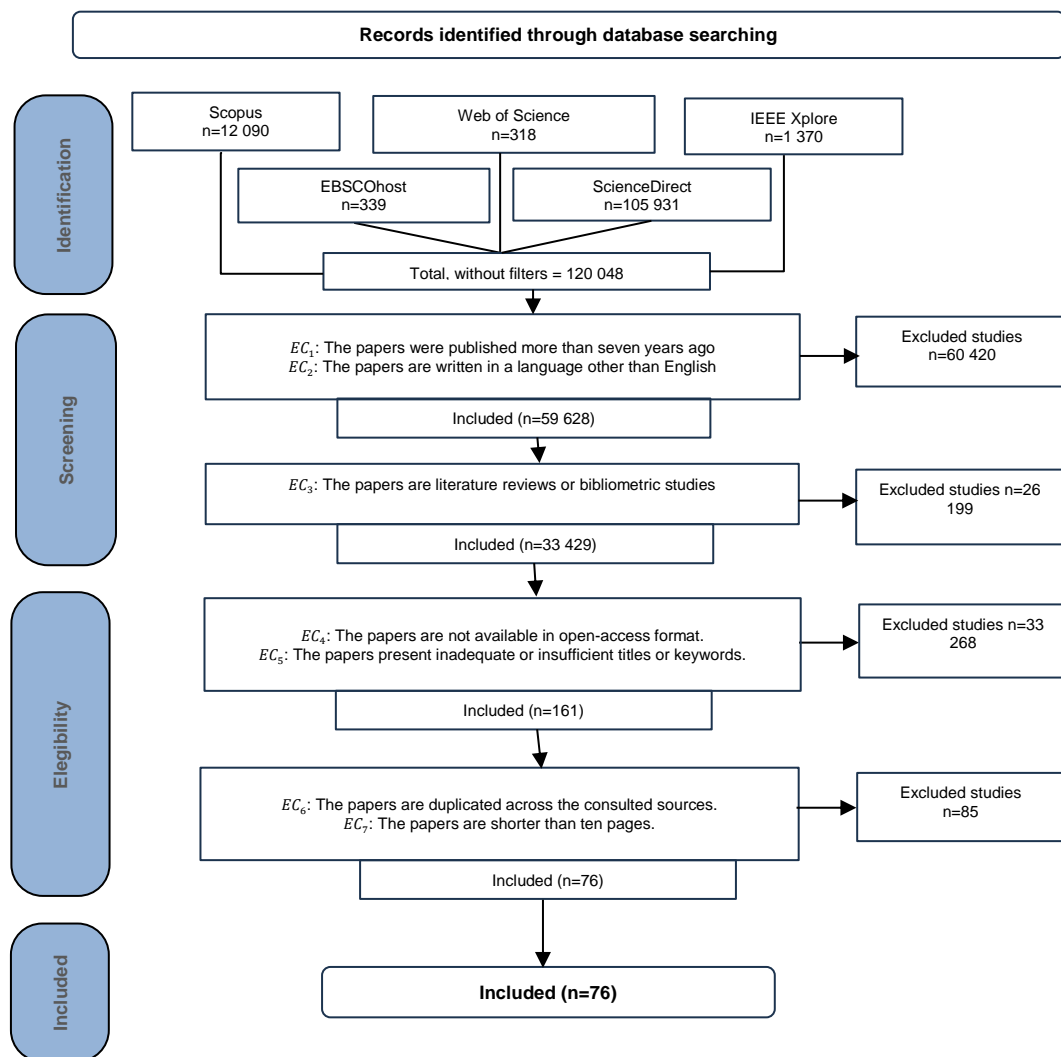 Records identified through database searching
Identification
Scopus
n=12 090
Web of Science
n=318
IEEE Xplore
n=1 370
EBSCOhost
n=339
ScienceDirect
n=105 931
Total, without filters = 120 048
Screening
EC₁: The papers were published more than seven years ago
EC₂: The papers are written in a language other than English
Excluded studies
n=60 420
Included (n=59 628)
EC₃: The papers are literature reviews or bibliometric studies
Excluded studies n=26
199
Included (n=33 429)
Elegibility
EC₄: The papers are not available in open-access format.
EC₅: The papers present inadequate or insufficient titles or keywords.
Excluded studies n=33
268
Included (n=161)
EC₆: The papers are duplicated across the consulted sources.
EC₇: The papers are shorter than ten pages.
Excluded studies
n=85
Included (n=76)
Included
Included (n=76)